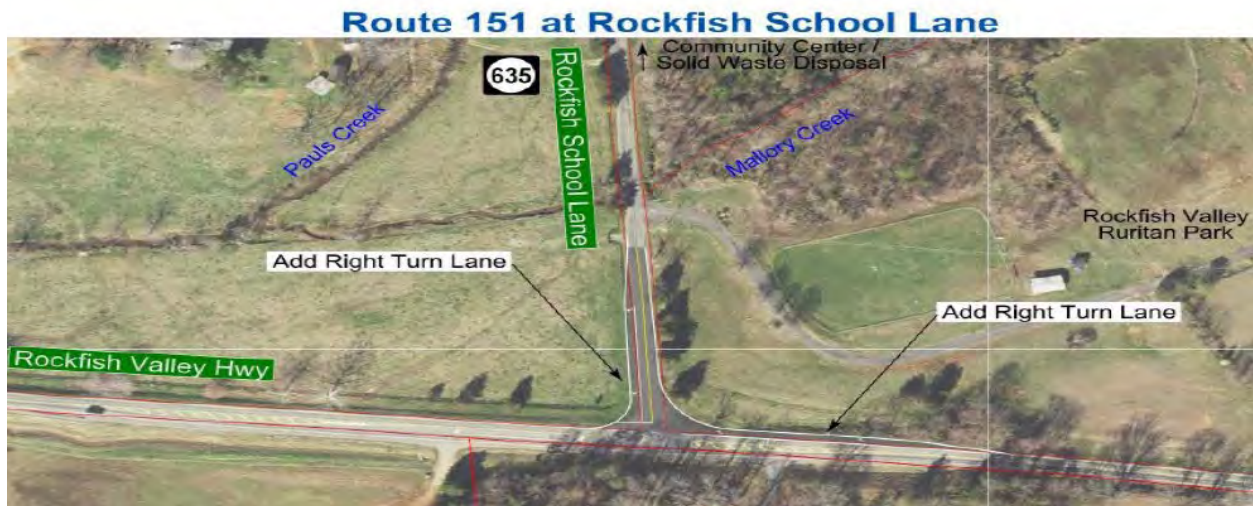 Route 151 at Rockfish School Lane
635
Rockfish School Lane
↑ Community Center /
Solid Waste Disposal
Pauls Creek
Mallory Creek
Rockfish Valley
Ruritan Park
Add Right Turn Lane
Add Right Turn Lane
Rockfish Valley Hwy